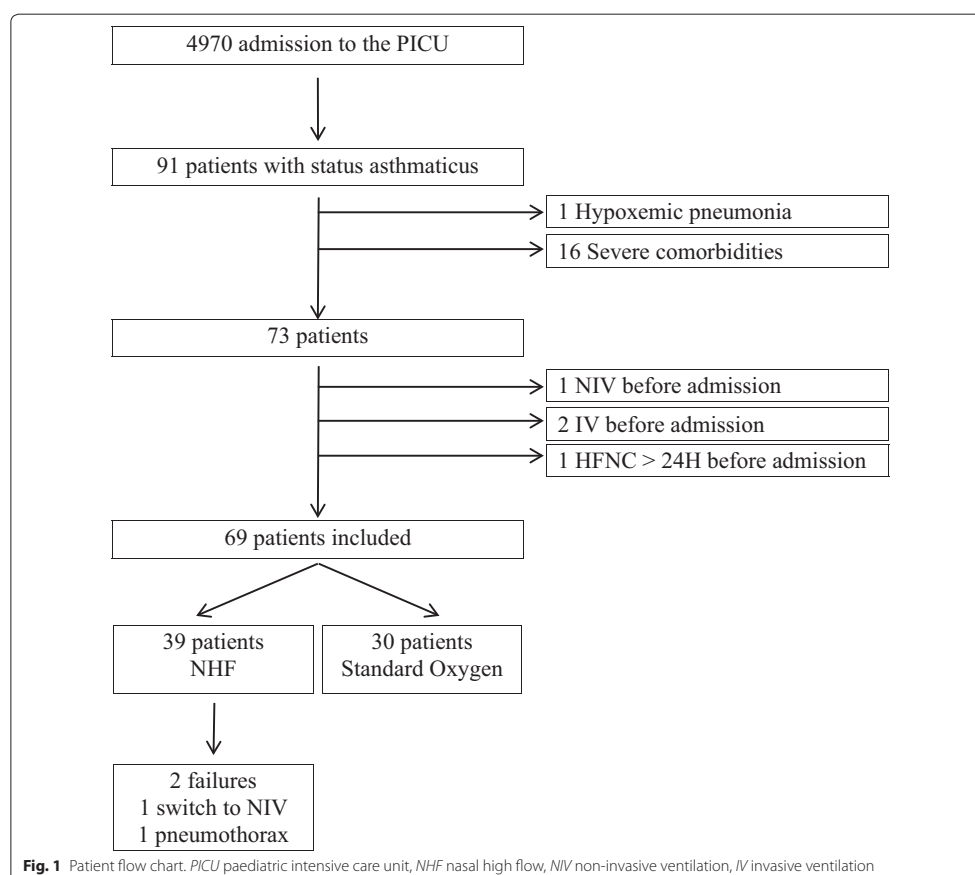 4970 admission to the PICU
91 patients with status asthmaticus
1 Hypoxemic pneumonia
16 Severe comorbidities
73 patients
1 NIV before admission
2 IV before admission
1 HFNC > 24H before admission
69 patients included
39 patients
NHF
30 patients
Standard Oxygen
2 failures
1 switch to NIV
1 pneumothorax
Fig. 1 Patient flow chart. PICU paediatric intensive care unit, NHF nasal high flow, NIV non-invasive ventilation, IV invasive ventilation